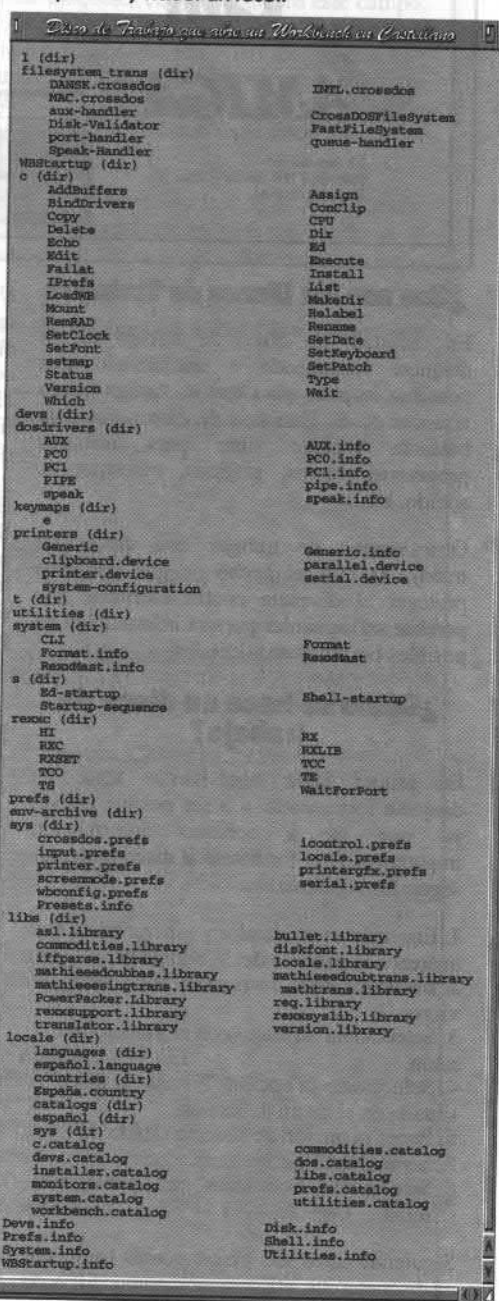 Disco de Trabajo que abre un Workbench en Castellano
l (dir)
filesystem_trans (dir)
DANSK.crossdos INTL.crossdos
MAC.crossdos
aux-handler CrossDOSFileSystem
Disk-Validator FastFileSystem
port-handler queue-handler
Speak-Handler
WBStartup (dir)
c (dir)
AddBuffers Assign
BindDrivers ConClip
Copy CPU
Delete Dir
Echo Ed
Edit Execute
Failat Install
IPrefs List
LoadWB MakeDir
Mount Relabel
RemRAD Rename
SetClock SetDate
SetFont SetKeyboard
setmap SetPatch
Status Type
Version Wait
Which
devs (dir)
dosdrivers (dir)
AUX AUX.info
PC0 PC0.info
PC1 PC1.info
PIPE pipe.info
speak speak.info
keymaps (dir)
e
printers (dir)
Generic Generic.info
clipboard.device parallel.device
printer.device serial.device
system-configuration
t (dir)
utilities (dir)
system (dir)
CLI Format
Format.info RexxMast
RexxMast.info
s (dir)
Ed-startup Shell-startup
Startup-sequence
rexxc (dir)
HI RX
RXC RXLIB
RXSET TCC
TCO TE
TS WaitForPort
prefs (dir)
env-archive (dir)
sys (dir)
crossdos.prefs icontrol.prefs
input.prefs locale.prefs
printer.prefs printergfx.prefs
screenmode.prefs serial.prefs
wbconfig.prefs
Presets.info
libs (dir)
asl.library bullet.library
commodities.library diskfont.library
iffparse.library locale.library
mathieeedoubbas.library mathieeedoubtrans.library
mathieeesingtrans.library mathtrans.library
PowerPacker.Library req.library
rexxsupport.library rexxsyslib.library
translator.library version.library
locale (dir)
languages (dir)
español.language
countries (dir)
España.country
catalogs (dir)
español (dir)
sys (dir)
c.catalog commodities.catalog
devs.catalog dos.catalog
installer.catalog libs.catalog
monitors.catalog prefs.catalog
system.catalog utilities.catalog
workbench.catalog
Devs.info Disk.info
Prefs.info Shell.info
System.info Utilities.info
WBStartup.info